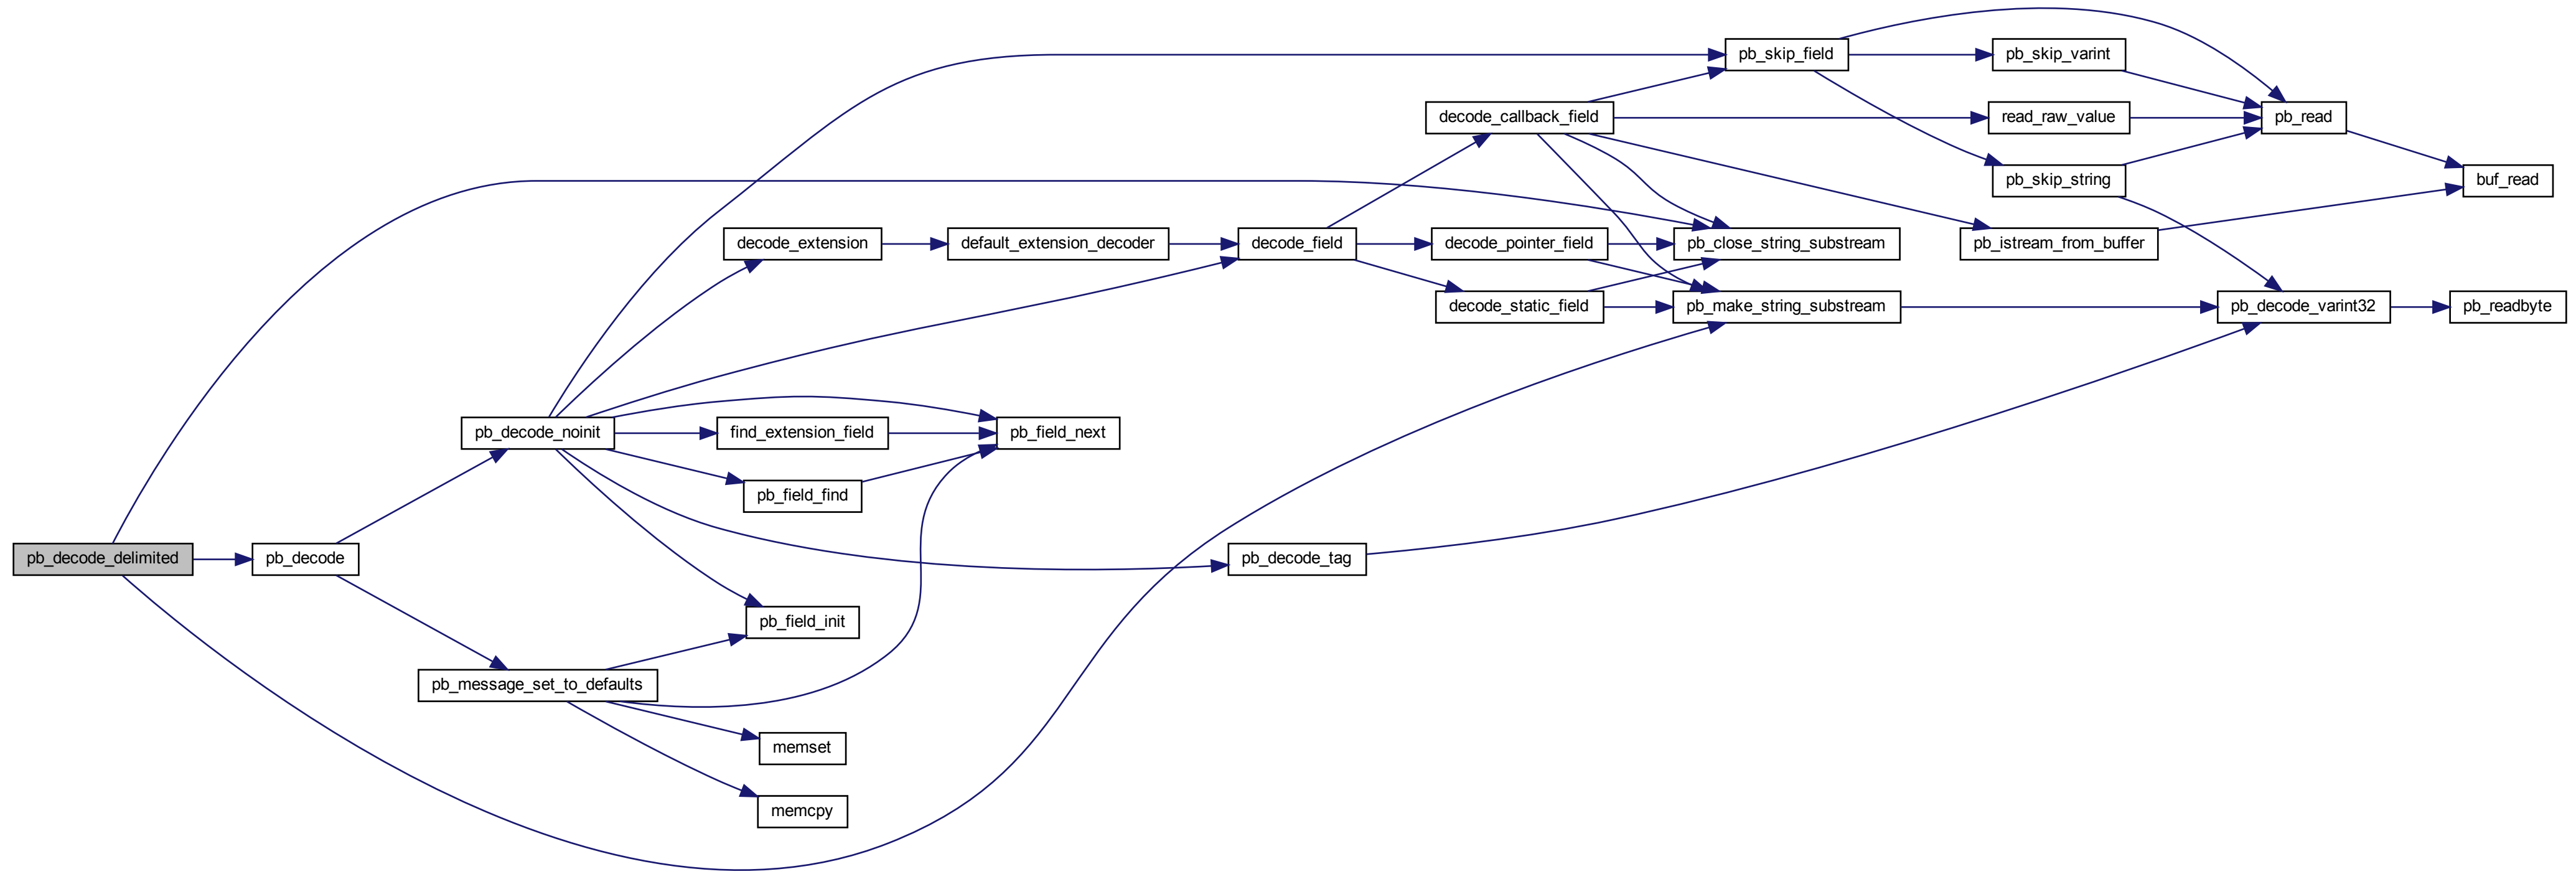 pb_skip_field
pb_skip_varint
decode_callback_field
read_raw_value
pb_read
pb_skip_string
buf_read
decode_extension
default_extension_decoder
decode_field
decode_pointer_field
pb_close_string_substream
pb_istream_from_buffer
decode_static_field
pb_make_string_substream
pb_decode_varint32
pb_readbyte
pb_decode_noinit
find_extension_field
pb_field_next
pb_field_find
pb_decode_delimited
pb_decode
pb_decode_tag
pb_field_init
pb_message_set_to_defaults
memset
memcpy